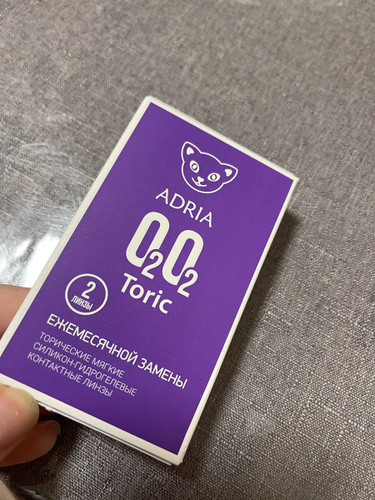 ADRIA
O2O2
Toric
2
ЛИНЗЫ
ЕЖЕМЕСЯЧНОЙ ЗАМЕНЫ
ТОРИЧЕСКИЕ МЯГКИЕ
СИЛИКОН-ГИДРОГЕЛЕВЫЕ
КОНТАКТНЫЕ ЛИНЗЫ